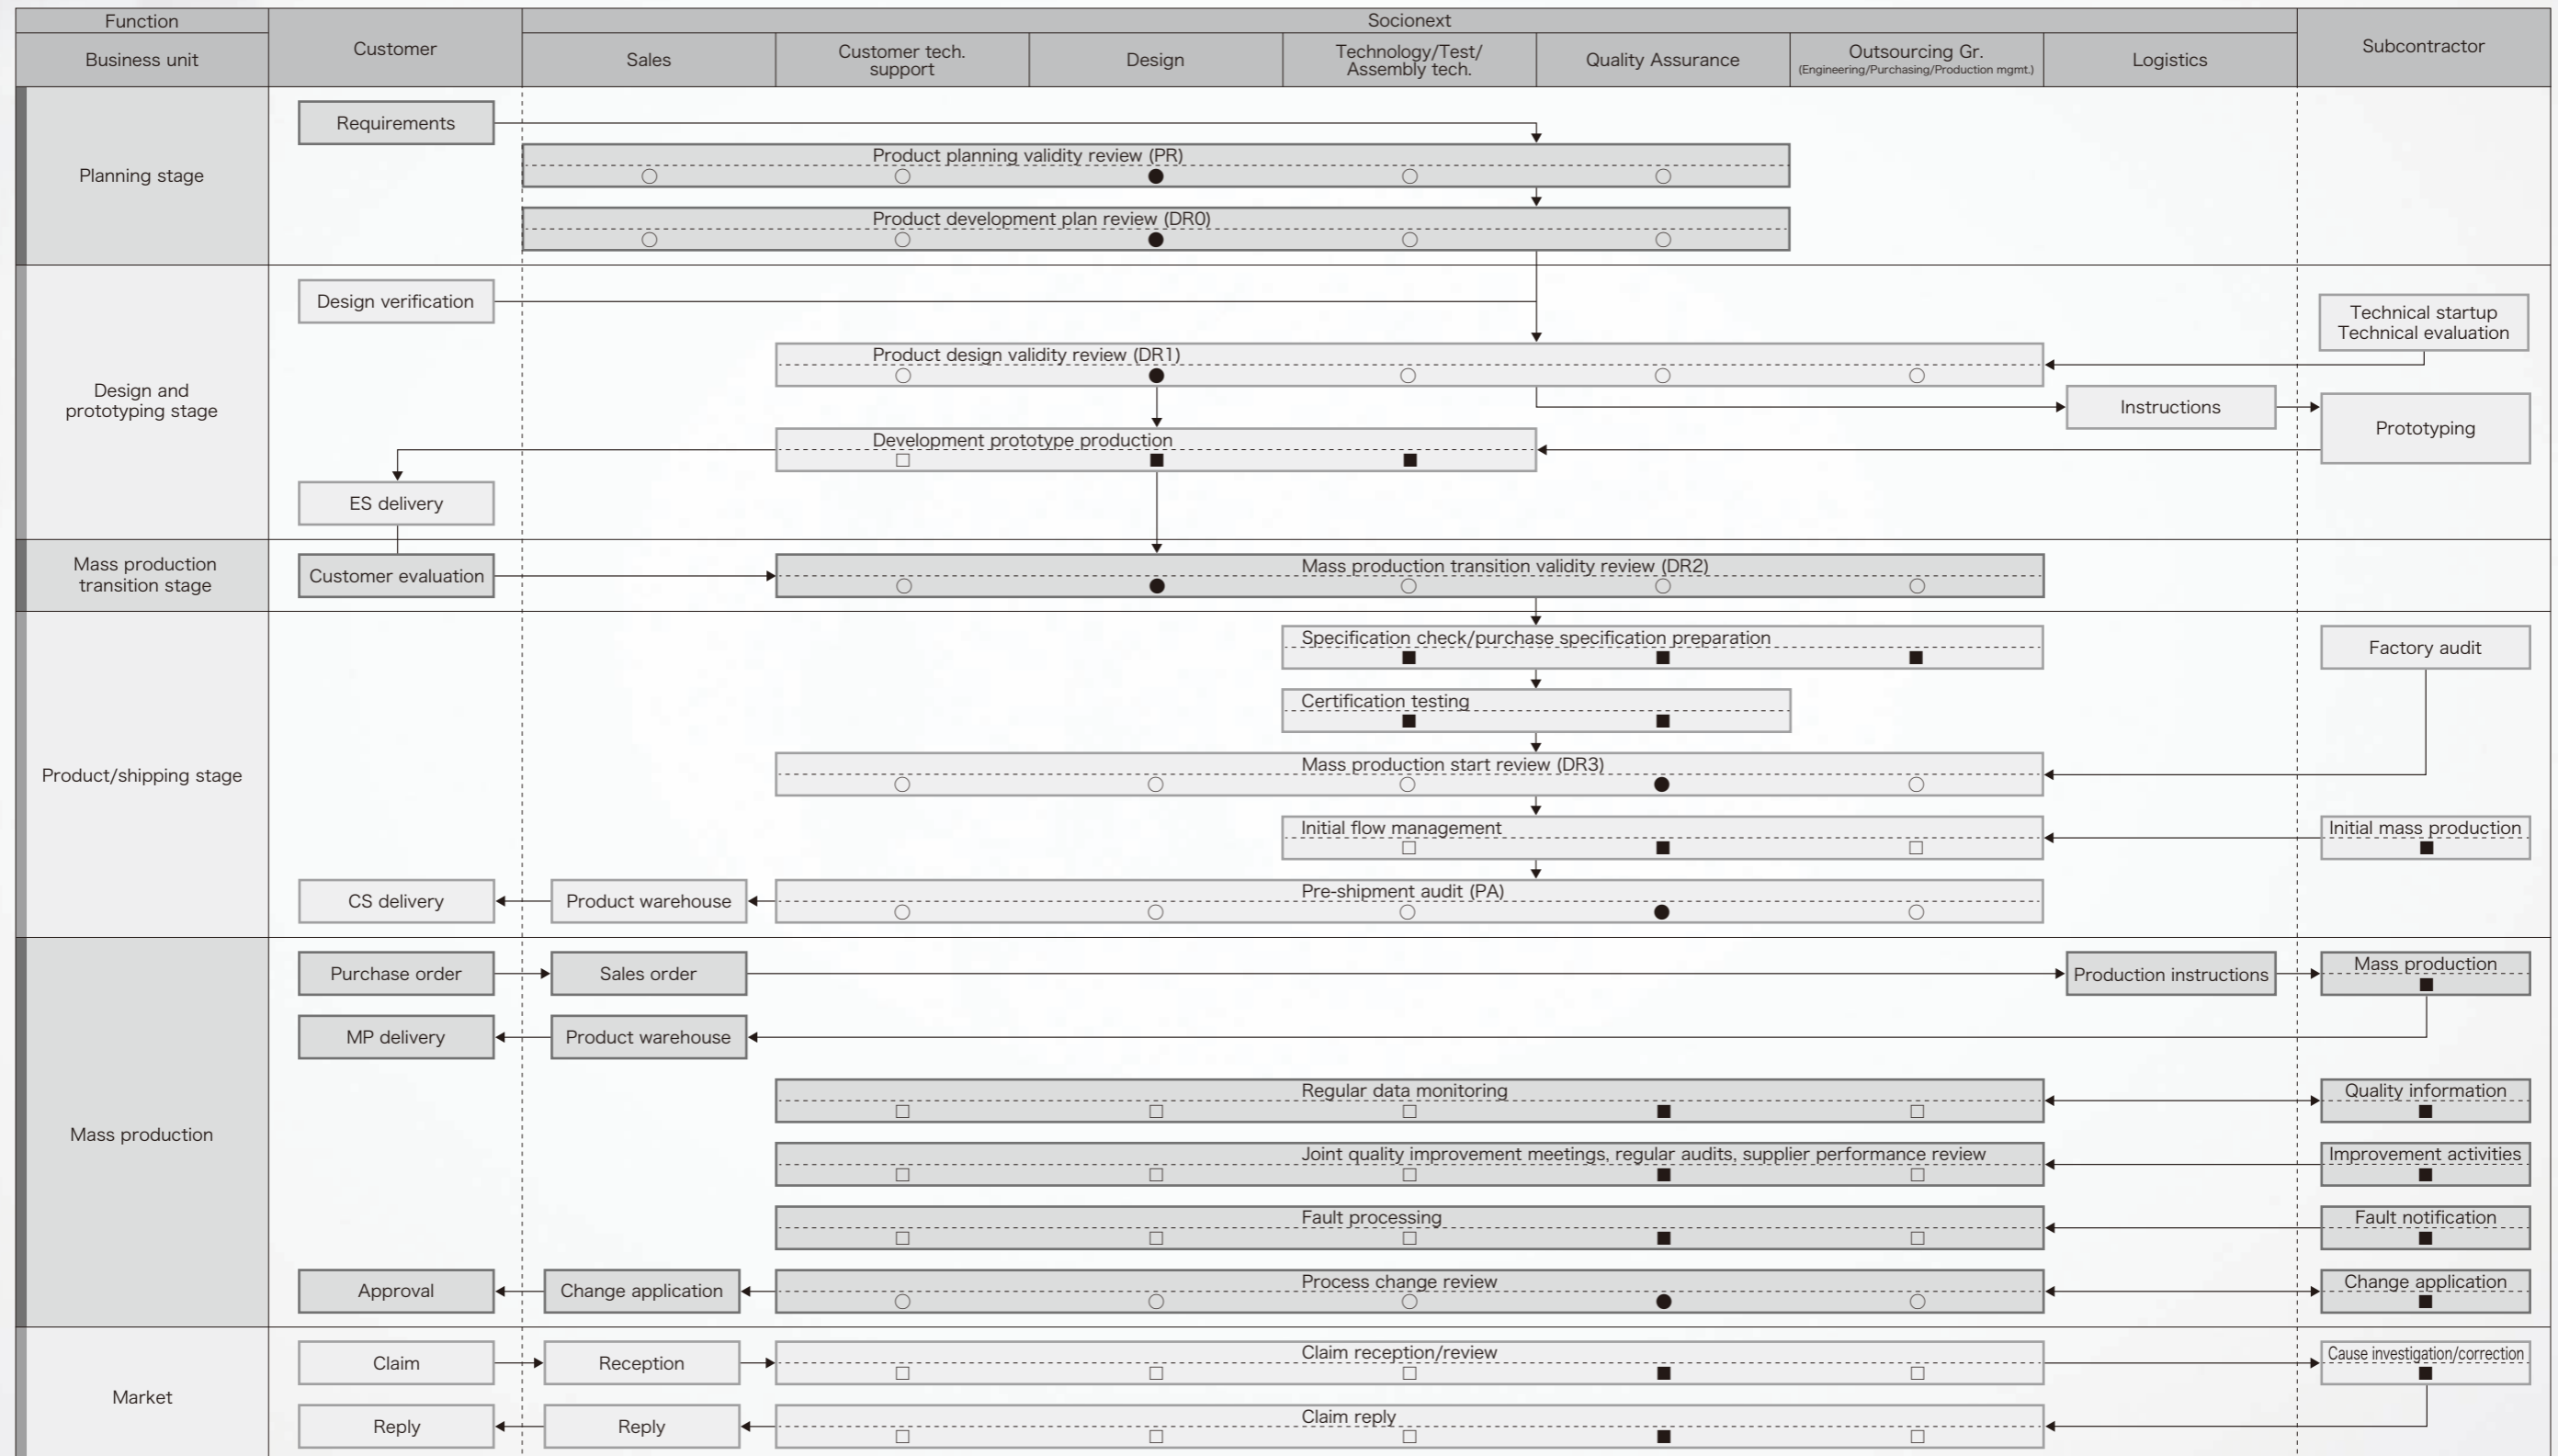 Function
Business unit
Customer
Socionext
Sales
Customer tech.
support
Design
Technology/Test/
Assembly tech.
Quality Assurance
Outsourcing Gr.
(Engineering/Purchasing/Production mgmt.)
Logistics
Subcontractor
Planning stage
Requirements
Product planning validity review (PR)
Product development plan review (DR0)
Design and
prototyping stage
Design verification
Technical startup
Technical evaluation
Product design validity review (DR1)
Instructions
Prototyping
Development prototype production
ES delivery
Mass production
transition stage
Customer evaluation
Mass production transition validity review (DR2)
Product/shipping stage
Specification check/purchase specification preparation
Factory audit
Certification testing
Mass production start review (DR3)
Initial flow management
Initial mass production
CS delivery
Product warehouse
Pre-shipment audit (PA)
Mass production
Purchase order
Sales order
Production instructions
Mass production
MP delivery
Product warehouse
Regular data monitoring
Quality information
Joint quality improvement meetings, regular audits, supplier performance review
Improvement activities
Fault processing
Fault notification
Approval
Change application
Process change review
Change application
Market
Claim
Reception
Claim reception/review
Cause investigation/correction
Reply
Reply
Claim reply